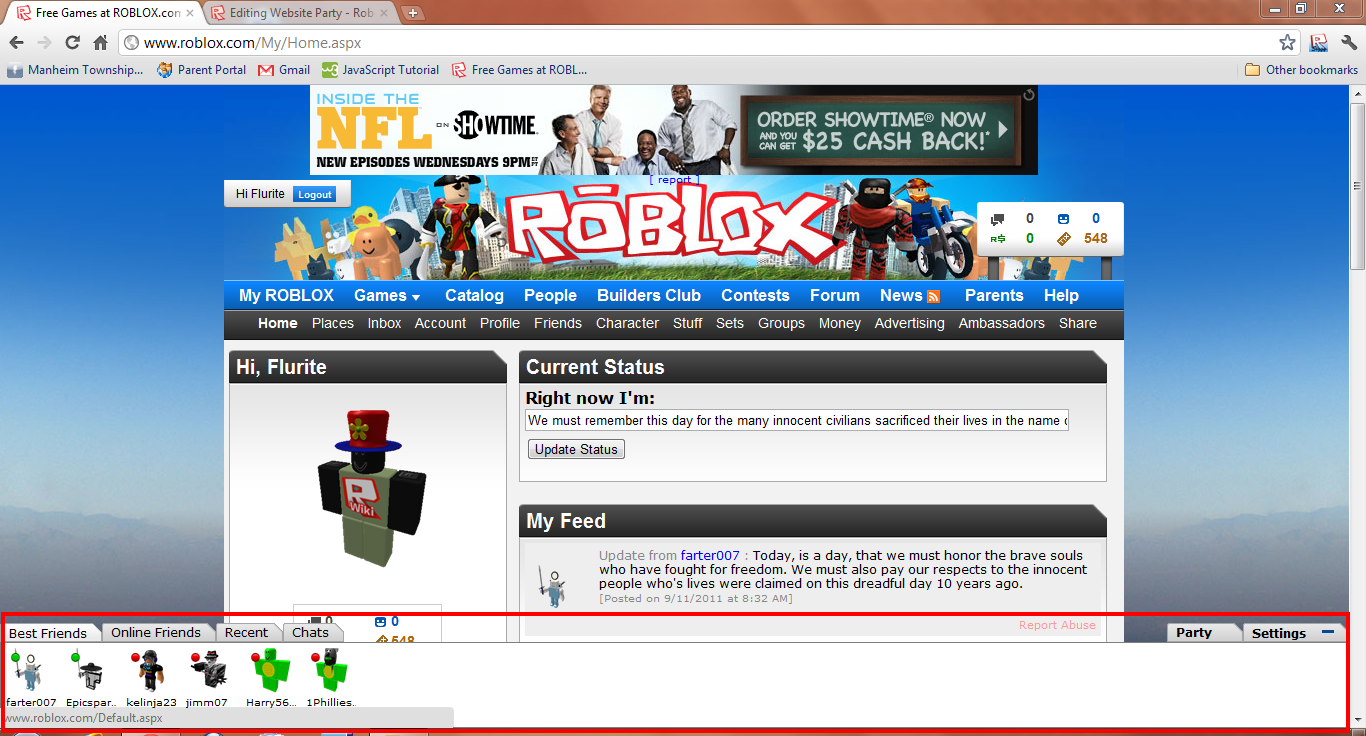 Free Games at ROBLOX.con
Editing Website Party - Rob
www.roblox.com/My/Home.aspx
Manheim Township...
Parent Portal
Gmail
JavaScript Tutorial
Free Games at ROBL...
Other bookmarks
INSIDE THE
NFL ON SHOWTIME
NEW EPISODES WEDNESDAYS 9PM ET/PT
ORDER SHOWTIME® NOW
AND YOU CAN GET $25 CASH BACK!*
[ report ]
Hi Flurite Logout
ROBLOX
0 0
R$ 0 548
My ROBLOX Games Catalog People Builders Club Contests Forum News Parents Help
Home Places Inbox Account Profile Friends Character Stuff Sets Groups Money Advertising Ambassadors Share
Hi, Flurite
R
Wiki
0 0
548
Current Status
Right now I'm:
We must remember this day for the many innocent civilians sacrificed their lives in the name
Update Status
My Feed
Update from farter007 : Today, is a day, that we must honor the brave souls
who have fought for freedom. We must also pay our respects to the innocent
people who's lives were claimed on this dreadful day 10 years ago.
[Posted on 9/11/2011 at 8:32 AM]
Report Abuse
Best Friends Online Friends Recent Chats
Party Settings
farter007 Epicspar.. kelinja23 jimm07 Harry56... 1Phillies..
www.roblox.com/Default.aspx